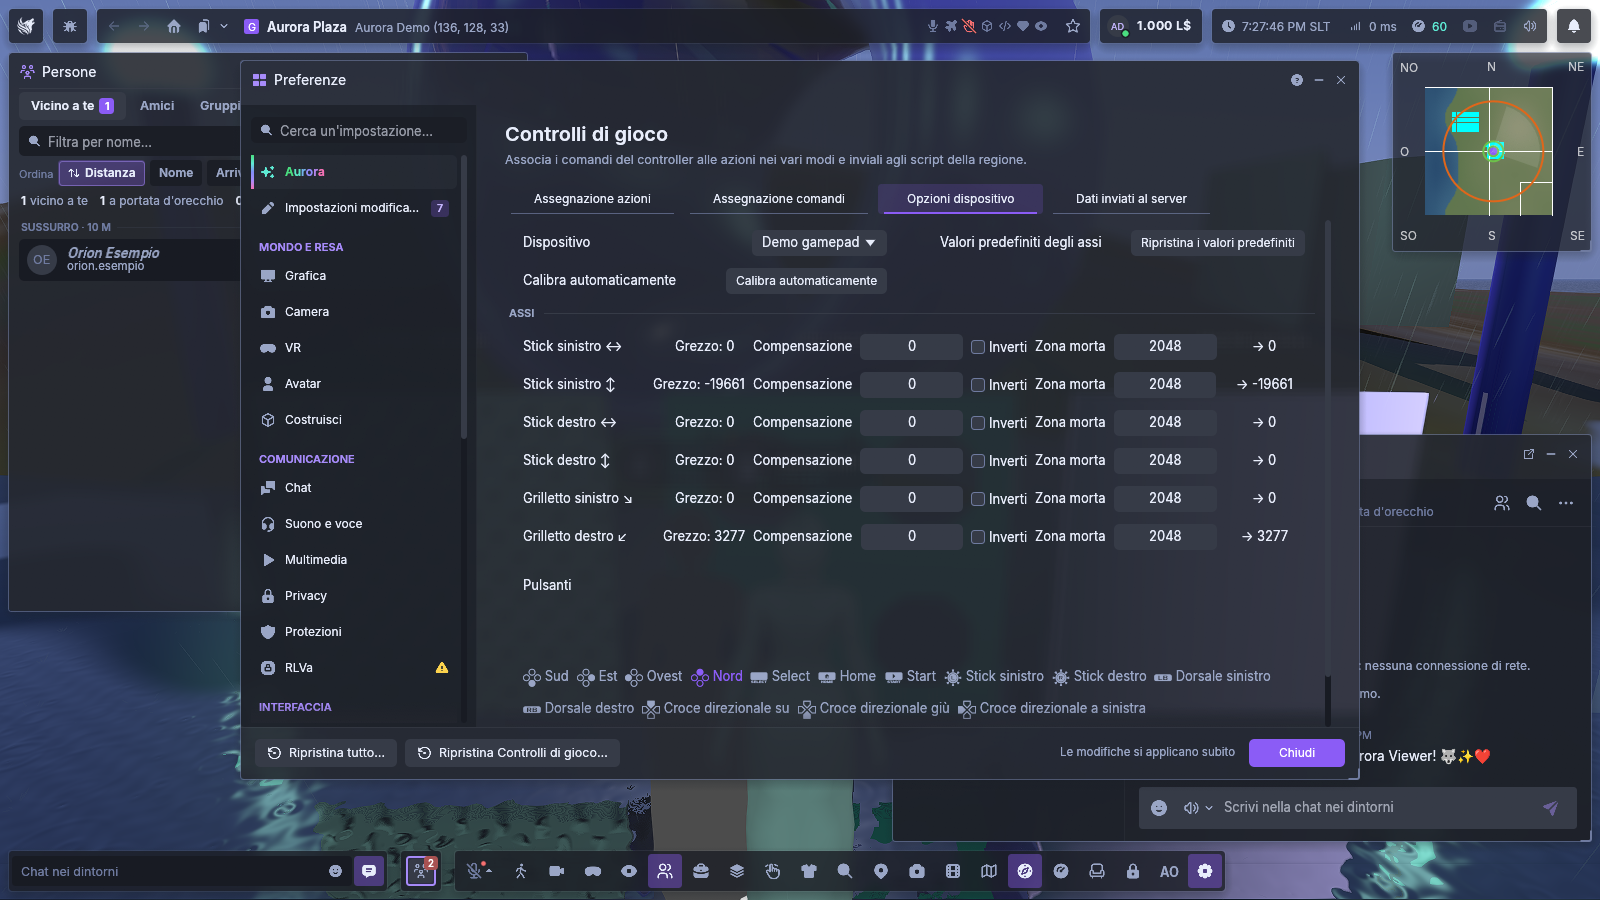 Aurora Plaza Aurora Demo (136, 128, 33)
AD 1.000 L$
7:27:46 PM SLT 0 ms 60
Persone
Vicino a te 1 Amici Gruppi
Filtra per nome...
Ordina Distanza Nome
1 vicino a te 1 a portata d'orecchio
SUSSURRO · 10 M
OE Orion Esempio
orion.esempio
Preferenze
Cerca un'impostazione...
Aurora
Impostazioni modifica... 7
MONDO E RESA
Grafica
Camera
VR
Avatar
Costruisci
COMUNICAZIONE
Chat
Suono e voce
Multimedia
Privacy
Protezioni
RLVa
INTERFACCIA
Controlli di gioco
Associa i comandi del controller alle azioni nei vari modi e inviali agli script della regione.
Assegnazione azioni Assegnazione comandi Opzioni dispositivo Dati inviati al server
Dispositivo Demo gamepad Valori predefiniti degli assi Ripristina i valori predefiniti
Calibra automaticamente Calibra automaticamente
ASSI
Stick sinistro ↔ Grezzo: 0 Compensazione 0 Inverti Zona morta 2048 → 0
Stick sinistro ↕ Grezzo: -19661 Compensazione 0 Inverti Zona morta 2048 → -19661
Stick destro ↔ Grezzo: 0 Compensazione 0 Inverti Zona morta 2048 → 0
Stick destro ↕ Grezzo: 0 Compensazione 0 Inverti Zona morta 2048 → 0
Grilletto sinistro ↘ Grezzo: 0 Compensazione 0 Inverti Zona morta 2048 → 0
Grilletto destro ↙ Grezzo: 3277 Compensazione 0 Inverti Zona morta 2048 → 3277
Pulsanti
Sud Est Ovest Nord Select Home Start Stick sinistro Stick destro Dorsale sinistro
Dorsale destro Croce direzionale su Croce direzionale giù Croce direzionale a sinistra
Ripristina tutto... Ripristina Controlli di gioco... Le modifiche si applicano subito Chiudi
NO N NE
O E
SO S SE
d'orecchio
nessuna connessione di rete.
Viewer! 🐺✨❤️
Scrivi nella chat nei dintorni
Chat nei dintorni
2
AO